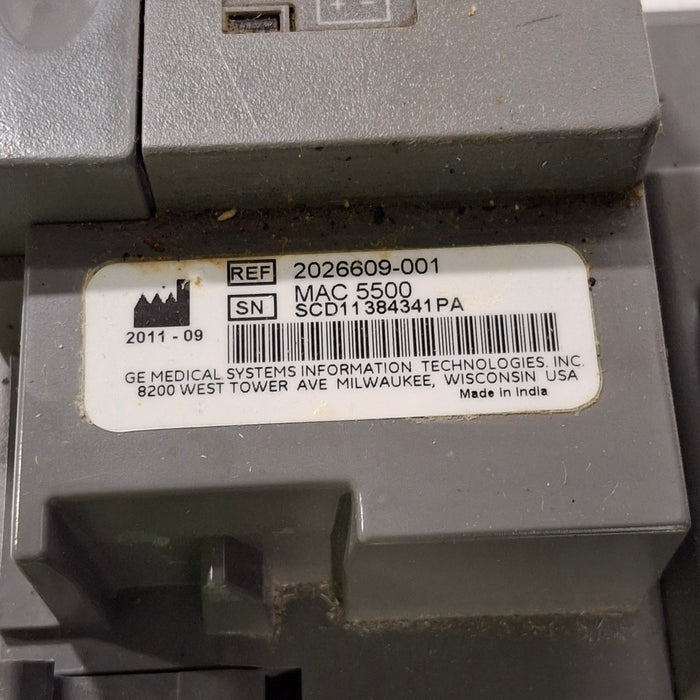 REF 2026609-001
MAC 5500
SN SCD11384341PA
2011 - 09
GE MEDICAL SYSTEMS INFORMATION TECHNOLOGIES, INC.
8200 WEST TOWER AVE MILWAUKEE, WISCONSIN USA
Made in India